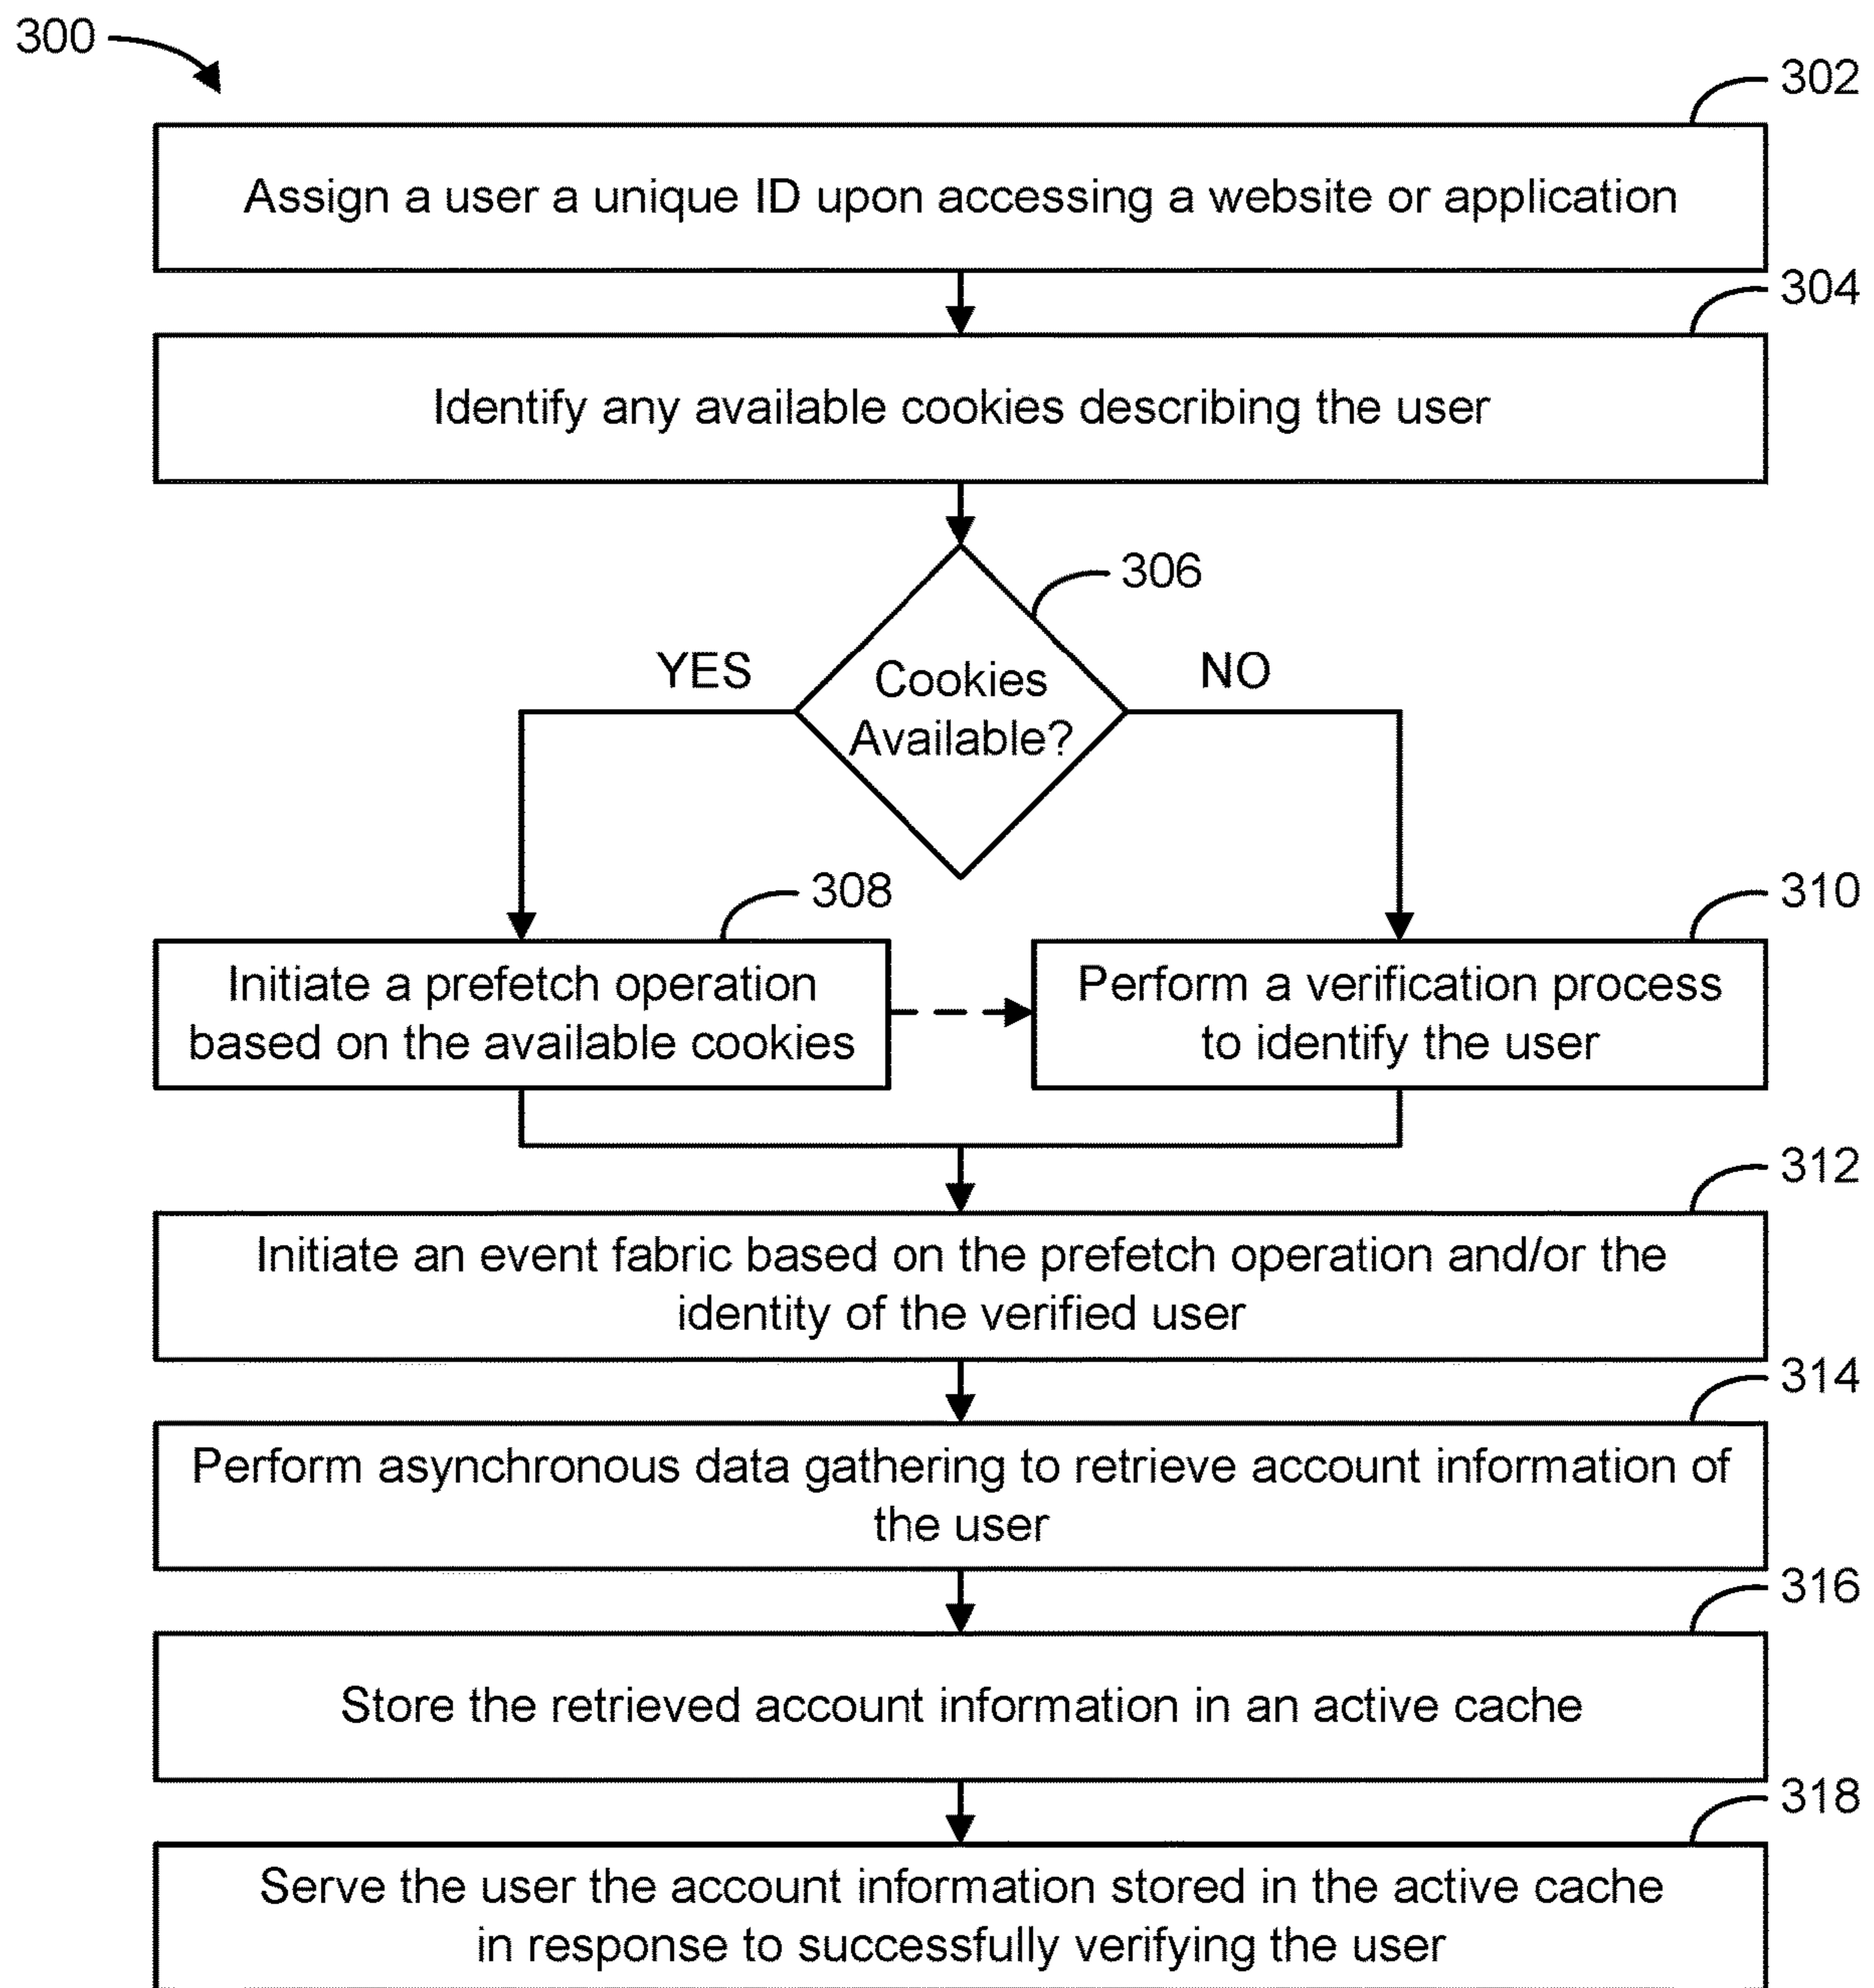 300
302
Assign a user a unique ID upon accessing a website or application
304
Identify any available cookies describing the user
306
YES
NO
Cookies
Available?
308
310
Initiate a prefetch operation
based on the available cookies
Perform a verification process
to identify the user
312
Initiate an event fabric based on the prefetch operation and/or the
identity of the verified user
314
Perform asynchronous data gathering to retrieve account information of
the user
316
Store the retrieved account information in an active cache
318
Serve the user the account information stored in the active cache
in response to successfully verifying the user